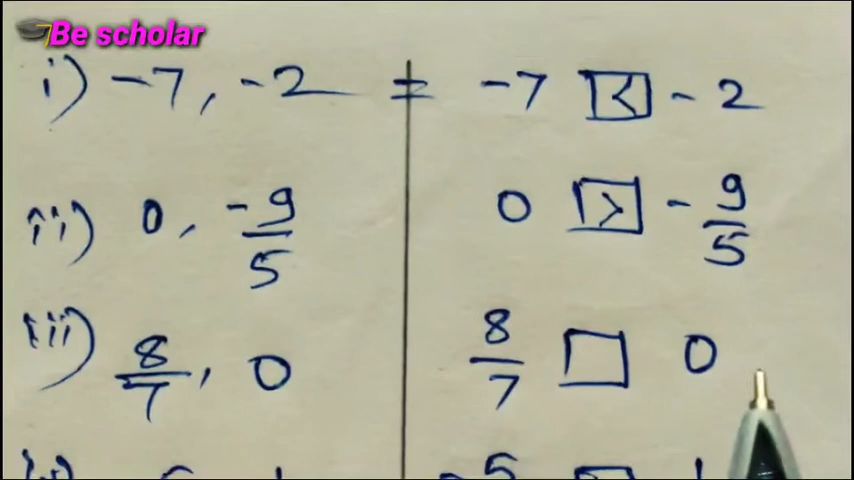 Be scholar
i) -7, -2 = -7 < -2
ii) 0, -9/5 0 > -9/5
iii) 8/7, 0 8/7 □ 0